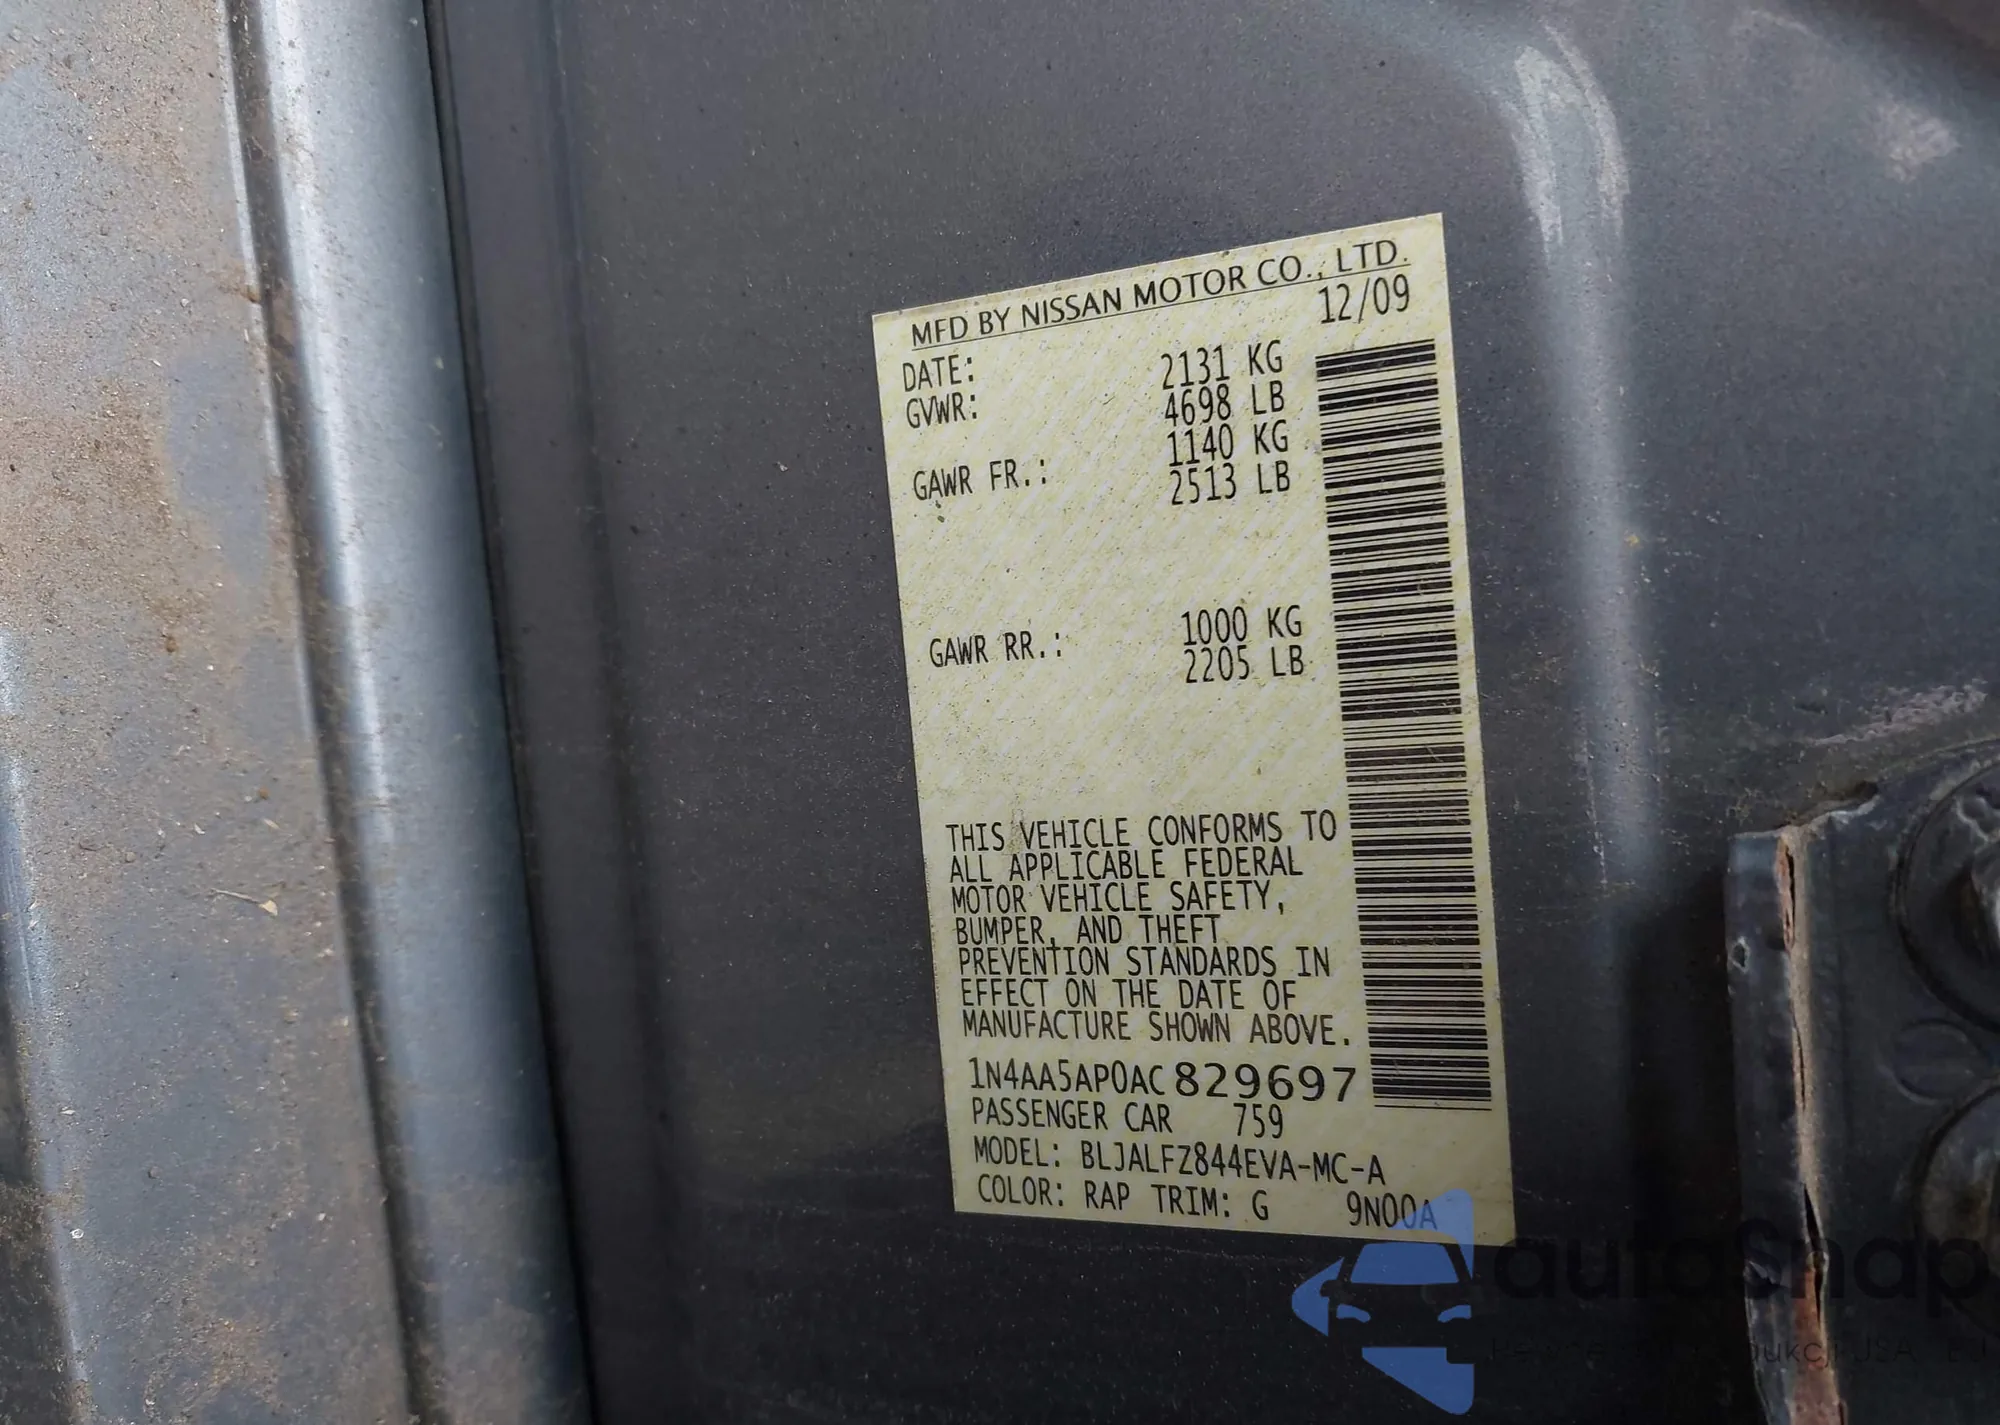 MFD BY NISSAN MOTOR CO., LTD.
12/09
DATE: 2131 KG
GVWR: 4698 LB
1140 KG
GAWR FR.: 2513 LB
1000 KG
GAWR RR.: 2205 LB
THIS VEHICLE CONFORMS TO
ALL APPLICABLE FEDERAL
MOTOR VEHICLE SAFETY,
BUMPER, AND THEFT
PREVENTION STANDARDS IN
EFFECT ON THE DATE OF
MANUFACTURE SHOWN ABOVE.
1N4AA5AP0AC829697
PASSENGER CAR 759
MODEL: BLJALFZ844EVA-MC-A
COLOR: RAP TRIM: G 9N00A
autoSnap